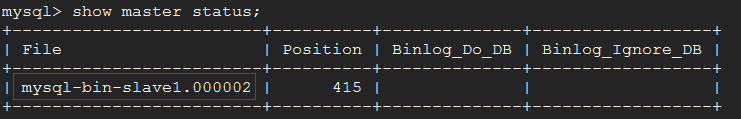 mysql> show master status;
+--------------------------+----------+--------------+------------------+
| File                     | Position | Binlog_Do_DB | Binlog_Ignore_DB |
+--------------------------+----------+--------------+------------------+
| mysql-bin-slave1.000002  |      415 |              |                  |
+--------------------------+----------+--------------+------------------+